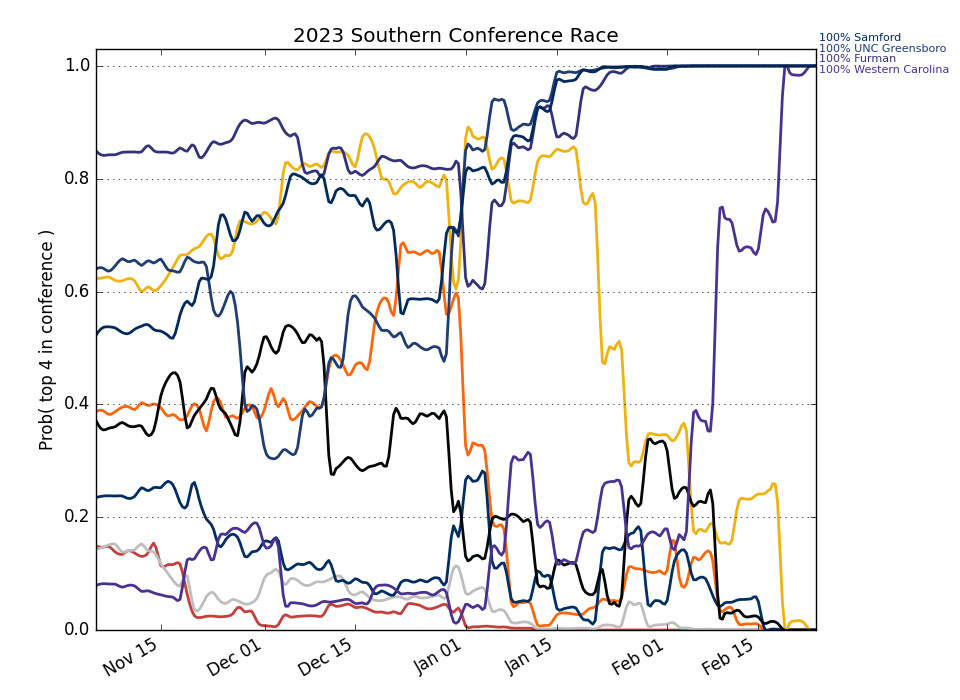 2023 Southern Conference Race
100% Samford
100% UNC Greensboro
100% Furman
100% Western Carolina
Prob( top 4 in conference )
1.0
0.8
0.6
0.4
0.2
0.0
Nov 15
Dec 01
Dec 15
Jan 01
Jan 15
Feb 01
Feb 15